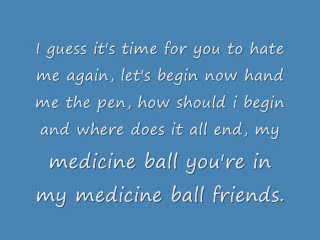 I guess it's time for you to hate
me again, let's begin now hand
me the pen, how should i begin
and where does it all end, my
medicine ball you're in
my medicine ball friends.